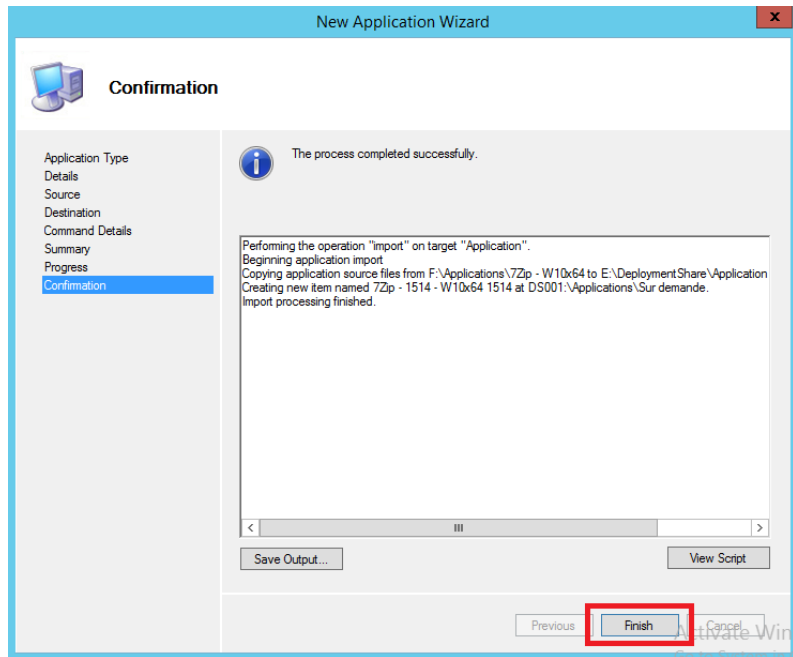 New Application Wizard
x
Confirmation
Application Type
Details
Source
Destination
Command Details
Summary
Progress
Confirmation
The process completed successfully.
Performing the operation "import" on target "Application".
Beginning application import
Copying application source files from F:\Applications\7Zip - W10x64 to E:\DeploymentShare\Application
Creating new item named 7Zip - 1514 - W10x64 1514 at DS001:\Applications\Sur demande.
Import processing finished.
Save Output...
View Script
Previous
Finish
Cancel
Activate Win